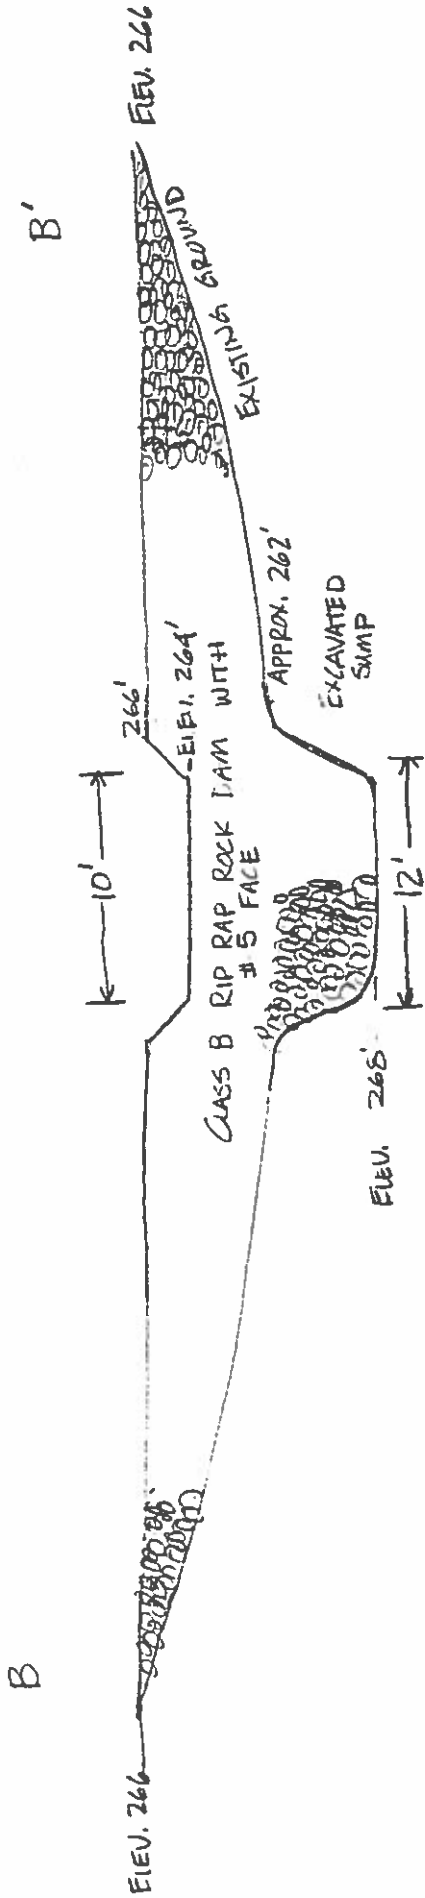 B
B'
ELEV. 266
10'
266'
ELEV. 266
ELEV. 264'
CLASS B RIP RAP ROCK DAM WITH
# 5 FACE
EXISTING GROUND
APPROX. 262'
EXCAVATED
SUMP
ELEV. 268'
12'